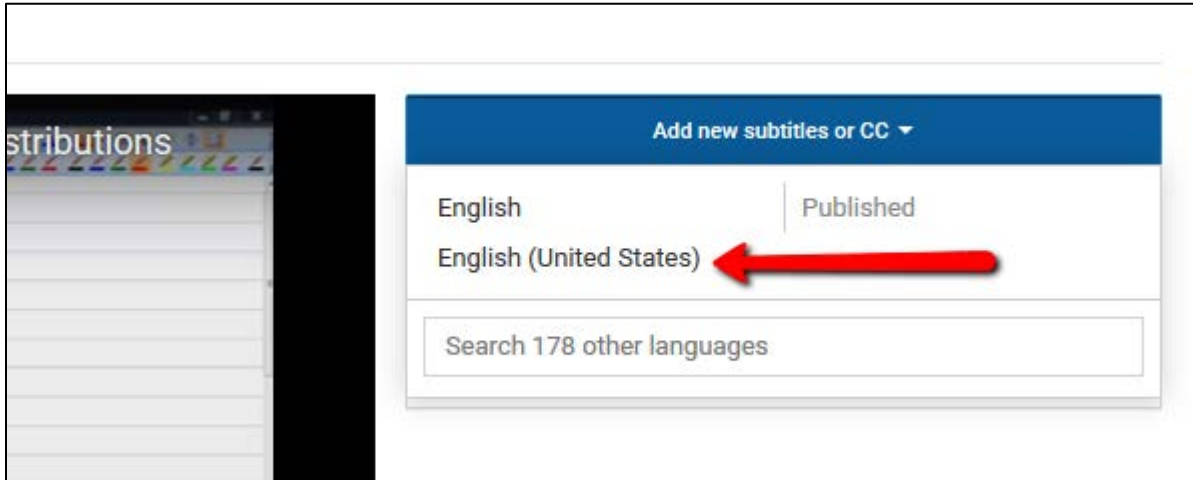 stributions
Add new subtitles or CC
English
Published
English (United States)
Search 178 other languages